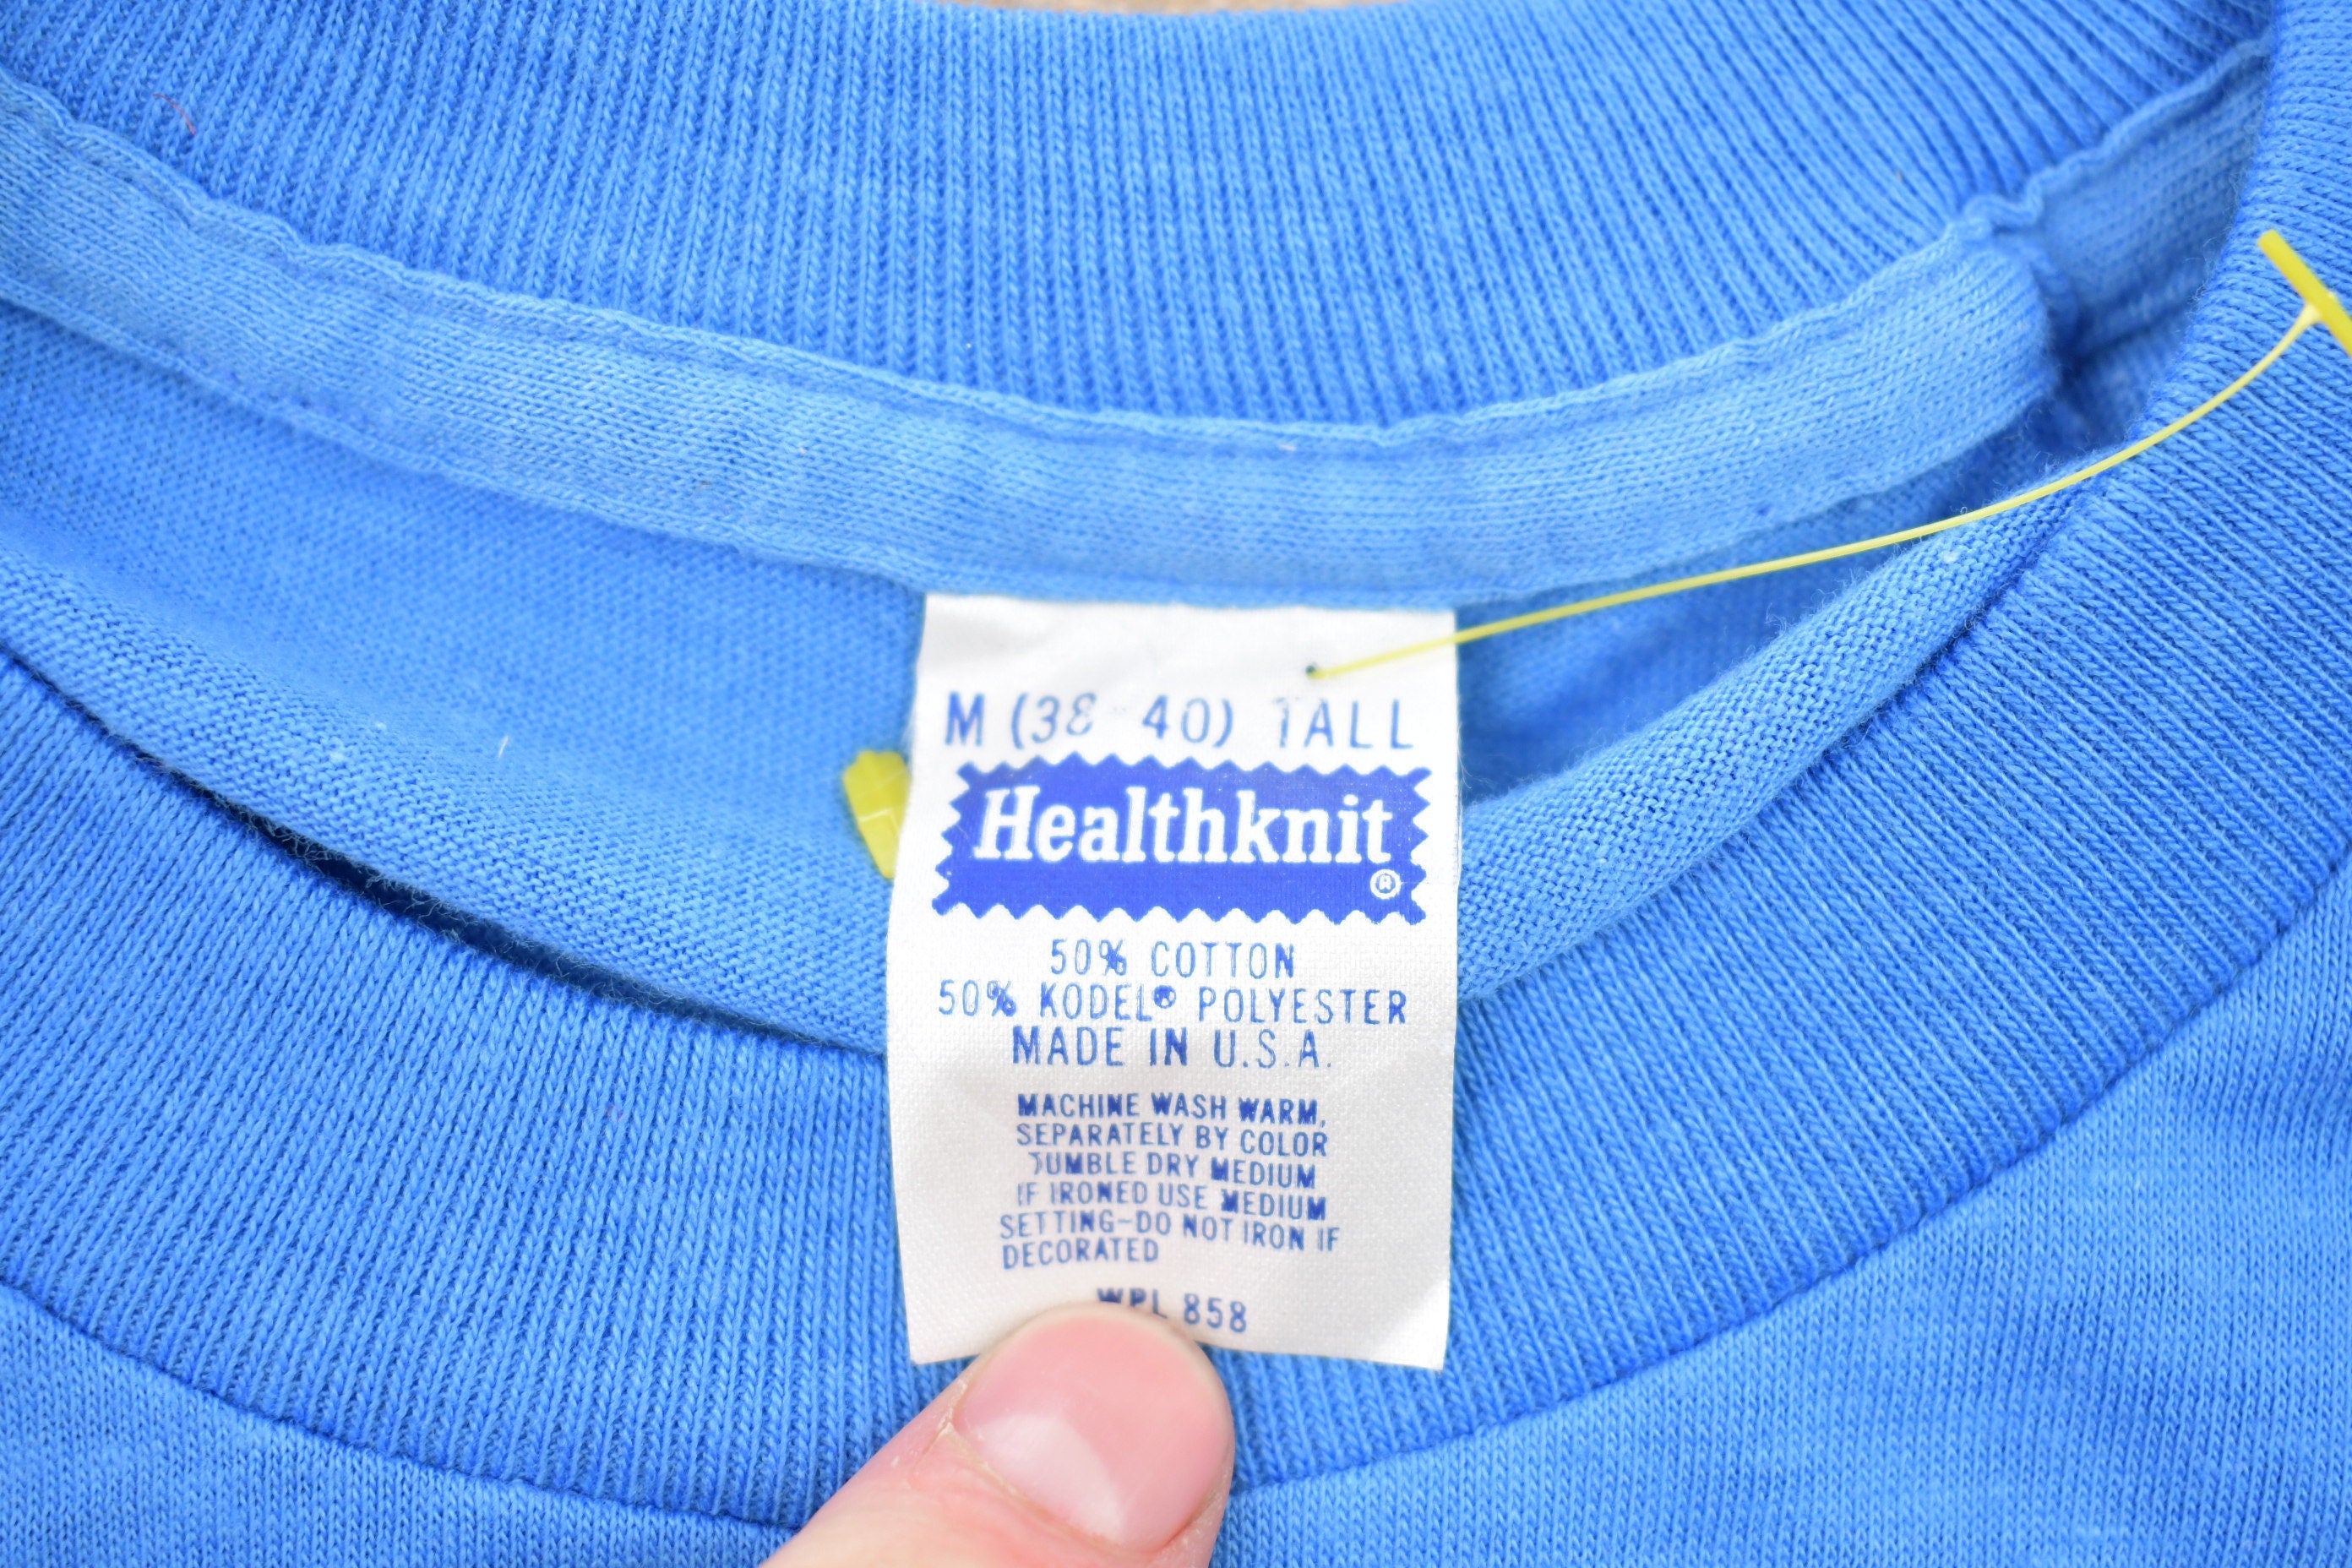 M (38 40) TALL
Healthknit
®
50% COTTON
50% KODEL® POLYESTER
MADE IN U.S.A.
MACHINE WASH WARM,
SEPARATELY BY COLOR
TUMBLE DRY MEDIUM
IF IRONED USE MEDIUM
SETTING-DO NOT IRON IF
DECORATED
WPL 858